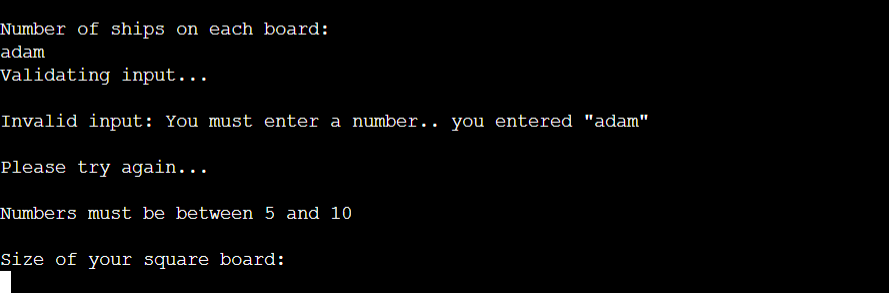 Number of ships on each board:
adam
Validating input...
Invalid input: You must enter a number.. you entered "adam"
Please try again...
Numbers must be between 5 and 10
Size of your square board: